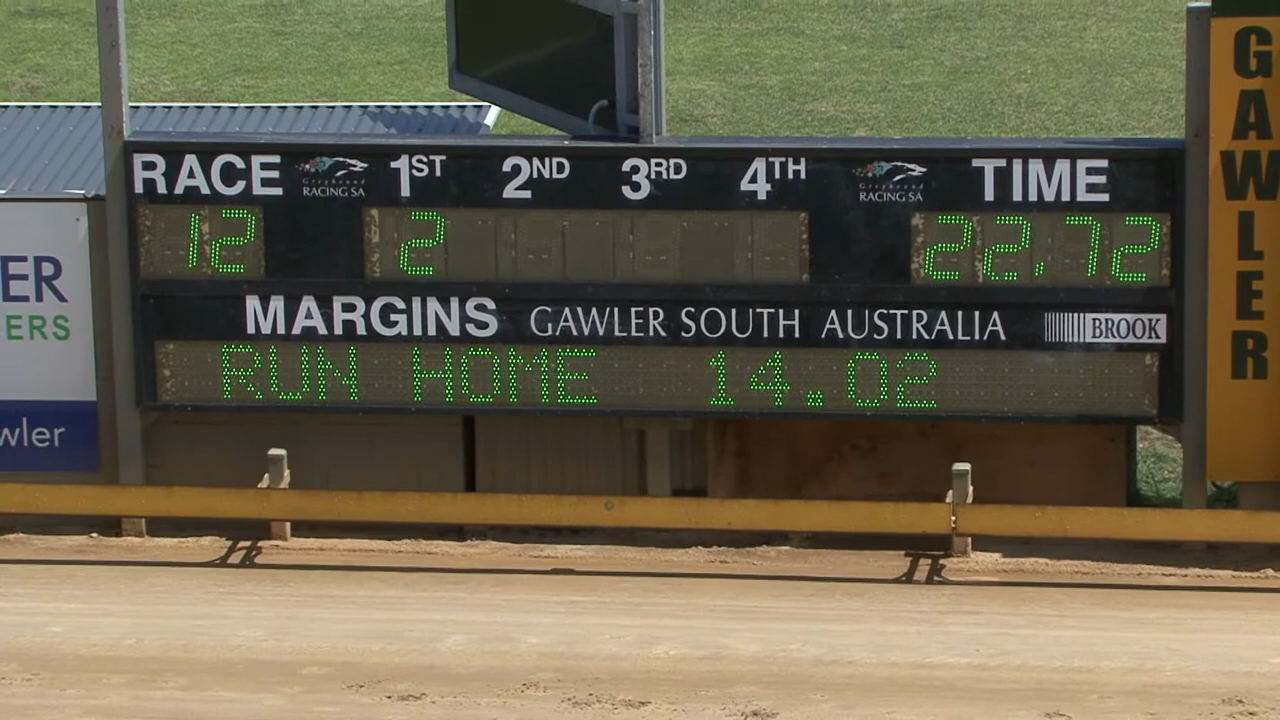 RACE Greyhound RACING SA 1ST 2ND 3RD 4TH Greyhound RACING SA TIME
12 2 22.72
MARGINS GAWLER SOUTH AUSTRALIA BROOK
RUN HOME 14.02
GAWLER
ER
ERS
wler